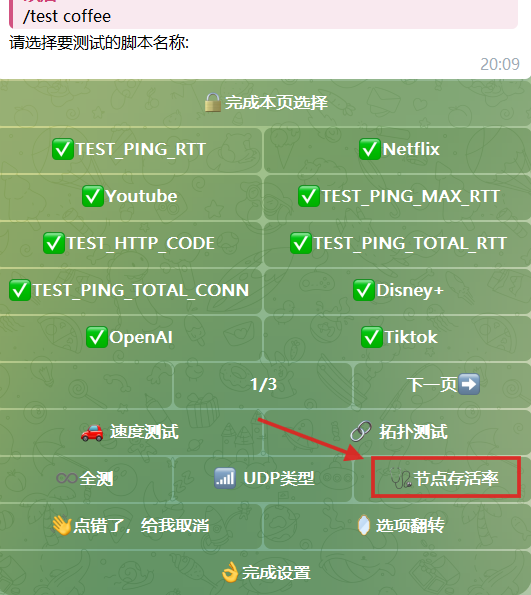 /test coffee
请选择要测试的脚本名称:
20:09
🔒完成本页选择
✅TEST_PING_RTT ✅Netflix
✅Youtube ✅TEST_PING_MAX_RTT
✅TEST_HTTP_CODE ✅TEST_PING_TOTAL_RTT
✅TEST_PING_TOTAL_CONN ✅Disney+
✅OpenAI ✅Tiktok
1/3 下一页➡️
🚗 速度测试 🔗 拓扑测试
♾️全测 📶 UDP类型 🩺节点存活率
👋点错了，给我取消 🪞选项翻转
👌完成设置